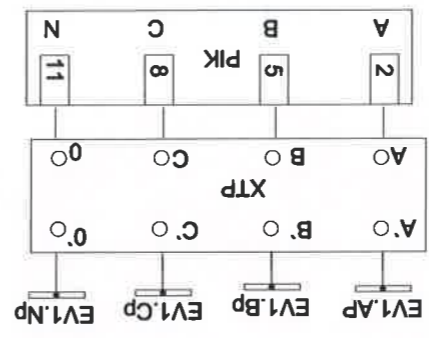 EV1.AP EV1.Bp EV1.Cp EV1.Np
A` B` C` 0`
XTP
A B C 0
2 5 8 11
PIK
A B C N